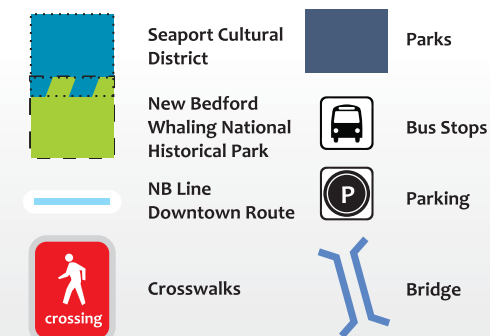 Seaport Cultural
District
New Bedford
Whaling National
Historical Park
NB Line
Downtown Route
crossing
Crosswalks
Parks
Bus Stops
P
Parking
Bridge